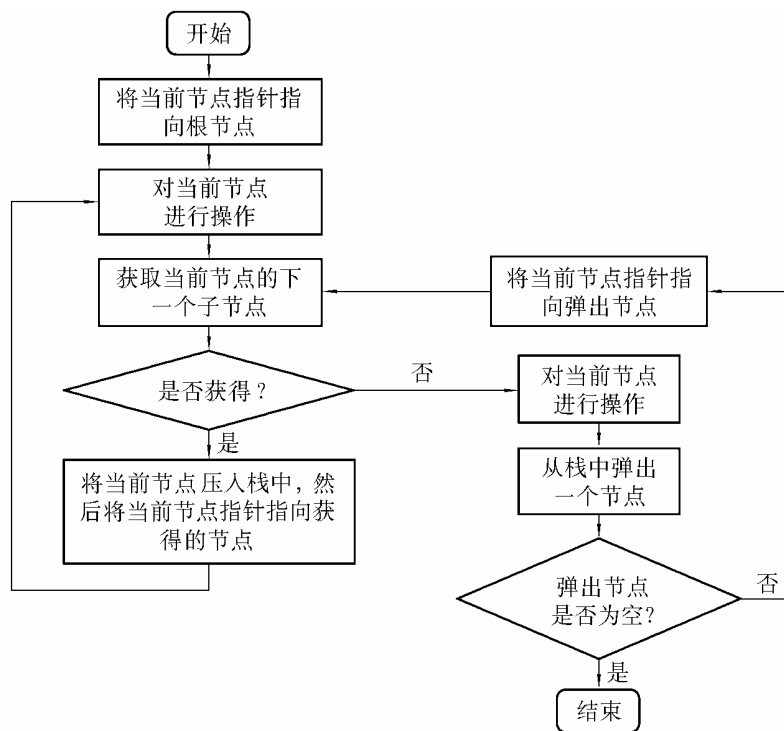 开始
将当前节点指针指
向根节点
对当前节点
进行操作
获取当前节点的下
一个子节点
将当前节点指针指
向弹出节点
是否获得?
否
对当前节点
进行操作
是
将当前节点压入栈中,然
后将当前节点指针指向获
得的节点
从栈中弹出
一个节点
弹出节点
是否为空?
否
是
结束